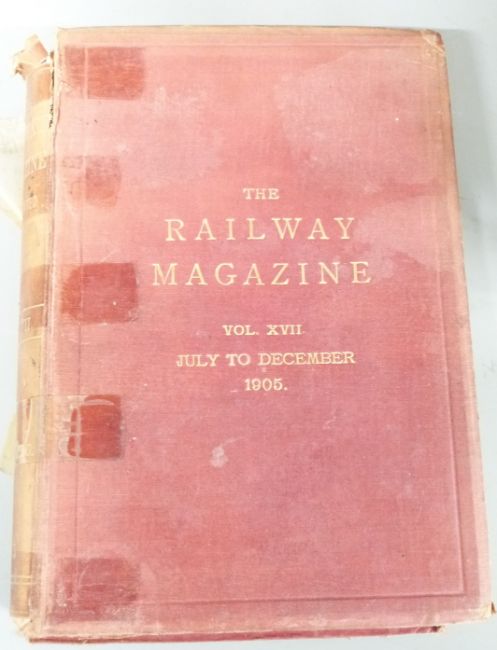 THE
RAILWAY
MAGAZINE
VOL. XVII.
JULY TO DECEMBER
1905.